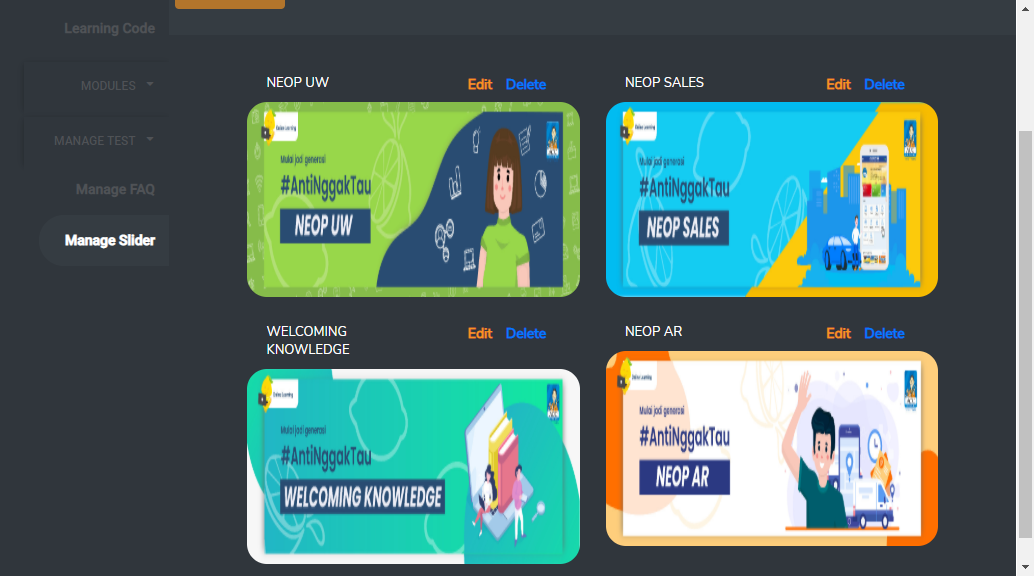 Learning Code
MODULES
MANAGE TEST
Manage FAQ
Manage Slider
NEOP UW
Edit Delete
Online Learning
Mulai jadi generasi
#AntiNggakTau
NEOP UW
NEOP SALES
Edit Delete
Online Learning
Mulai jadi generasi
#AntiNggakTau
NEOP SALES
WELCOMING
KNOWLEDGE
Edit Delete
Online Learning
Mulai jadi generasi
#AntiNggakTau
WELCOMING KNOWLEDGE
NEOP AR
Edit Delete
Online Learning
Mulai jadi generasi
#AntiNggakTau
NEOP AR